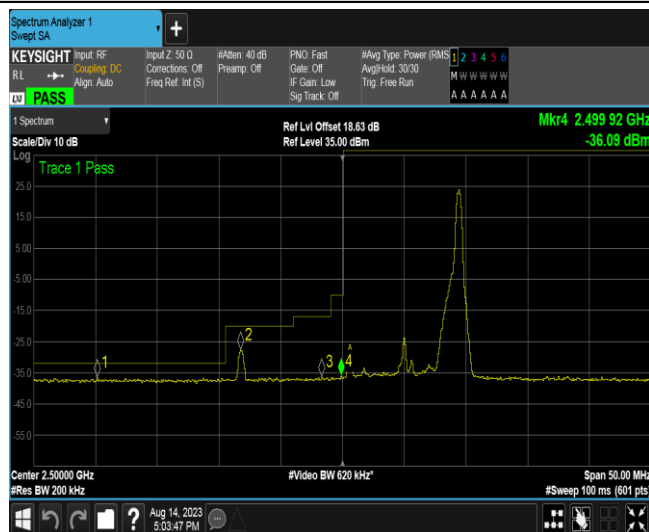 Spectrum Analyzer 1
Swept SA
+
KEYSIGHT
RL
LXI PASS
Input: RF
Coupling: DC
Align: Auto
Input Z: 50 Ω
Corrections: Off
Freq Ref: Int (S)
#Atten: 40 dB
Preamp: Off
PNO: Fast
Gate: Off
IF Gain: Low
Sig Track: Off
#Avg Type: Power (RMS
Avg|Hold: 30/30
Trig: Free Run
1 2 3 4 5 6
M W W W W W
A A A A A A
1 Spectrum
Scale/Div 10 dB
Ref Lvl Offset 18.63 dB
Ref Level 35.00 dBm
Mkr4 2.499 92 GHz
-36.09 dBm
Log
Trace 1 Pass
25.0
15.0
5.00
-5.00
-15.0
-25.0
-35.0
-45.0
-55.0
1
2
3
4
Center 2.50000 GHz
#Res BW 200 kHz
#Video BW 620 kHz*
Span 50.00 MHz
#Sweep 100 ms (601 pts)
?
Aug 14, 2023
5:03:47 PM